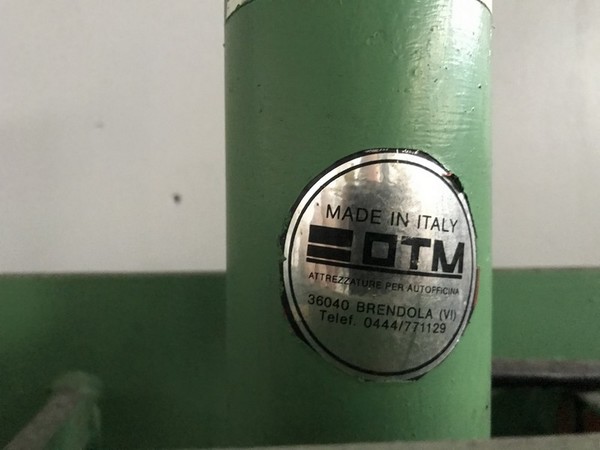 MADE IN ITALY
OTM
ATTREZZATURE PER AUTOFFICINA
36040 BRENDOLA (VI)
Telef. 0444/771129